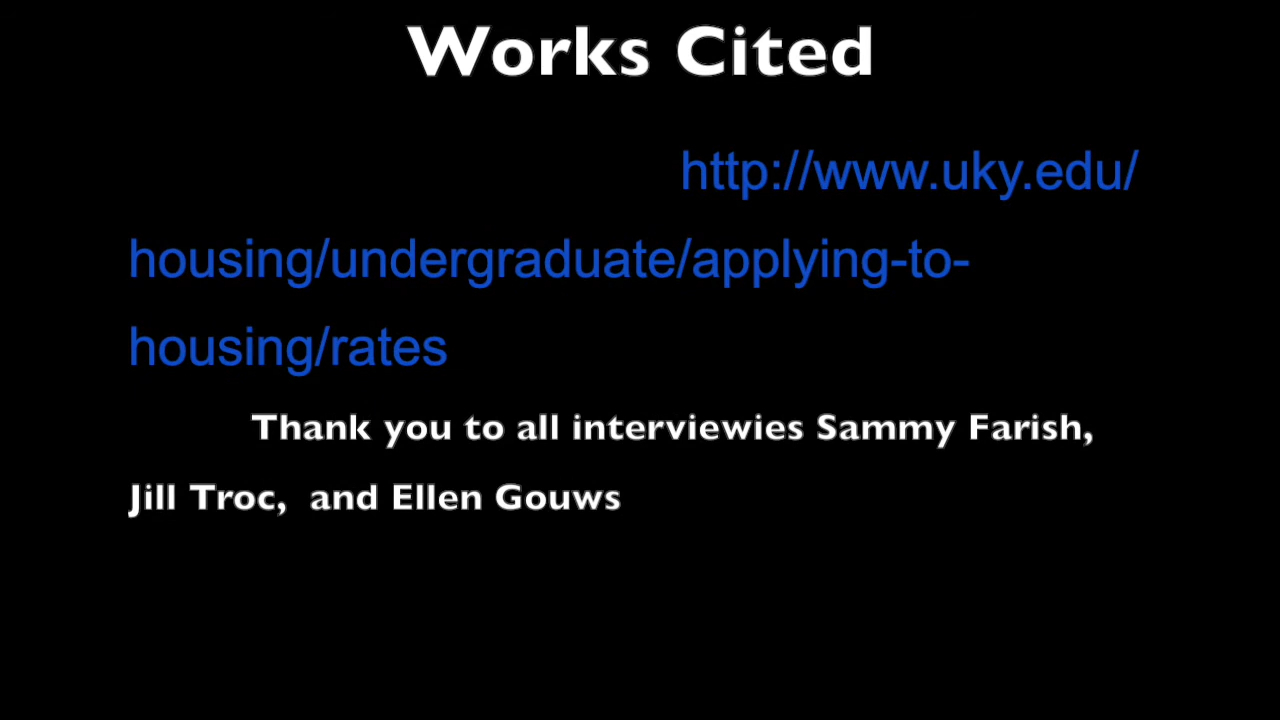 Works Cited
http://www.uky.edu/
housing/undergraduate/applying-to-
housing/rates
Thank you to all interviewies Sammy Farish,
Jill Troc,  and Ellen Gouws